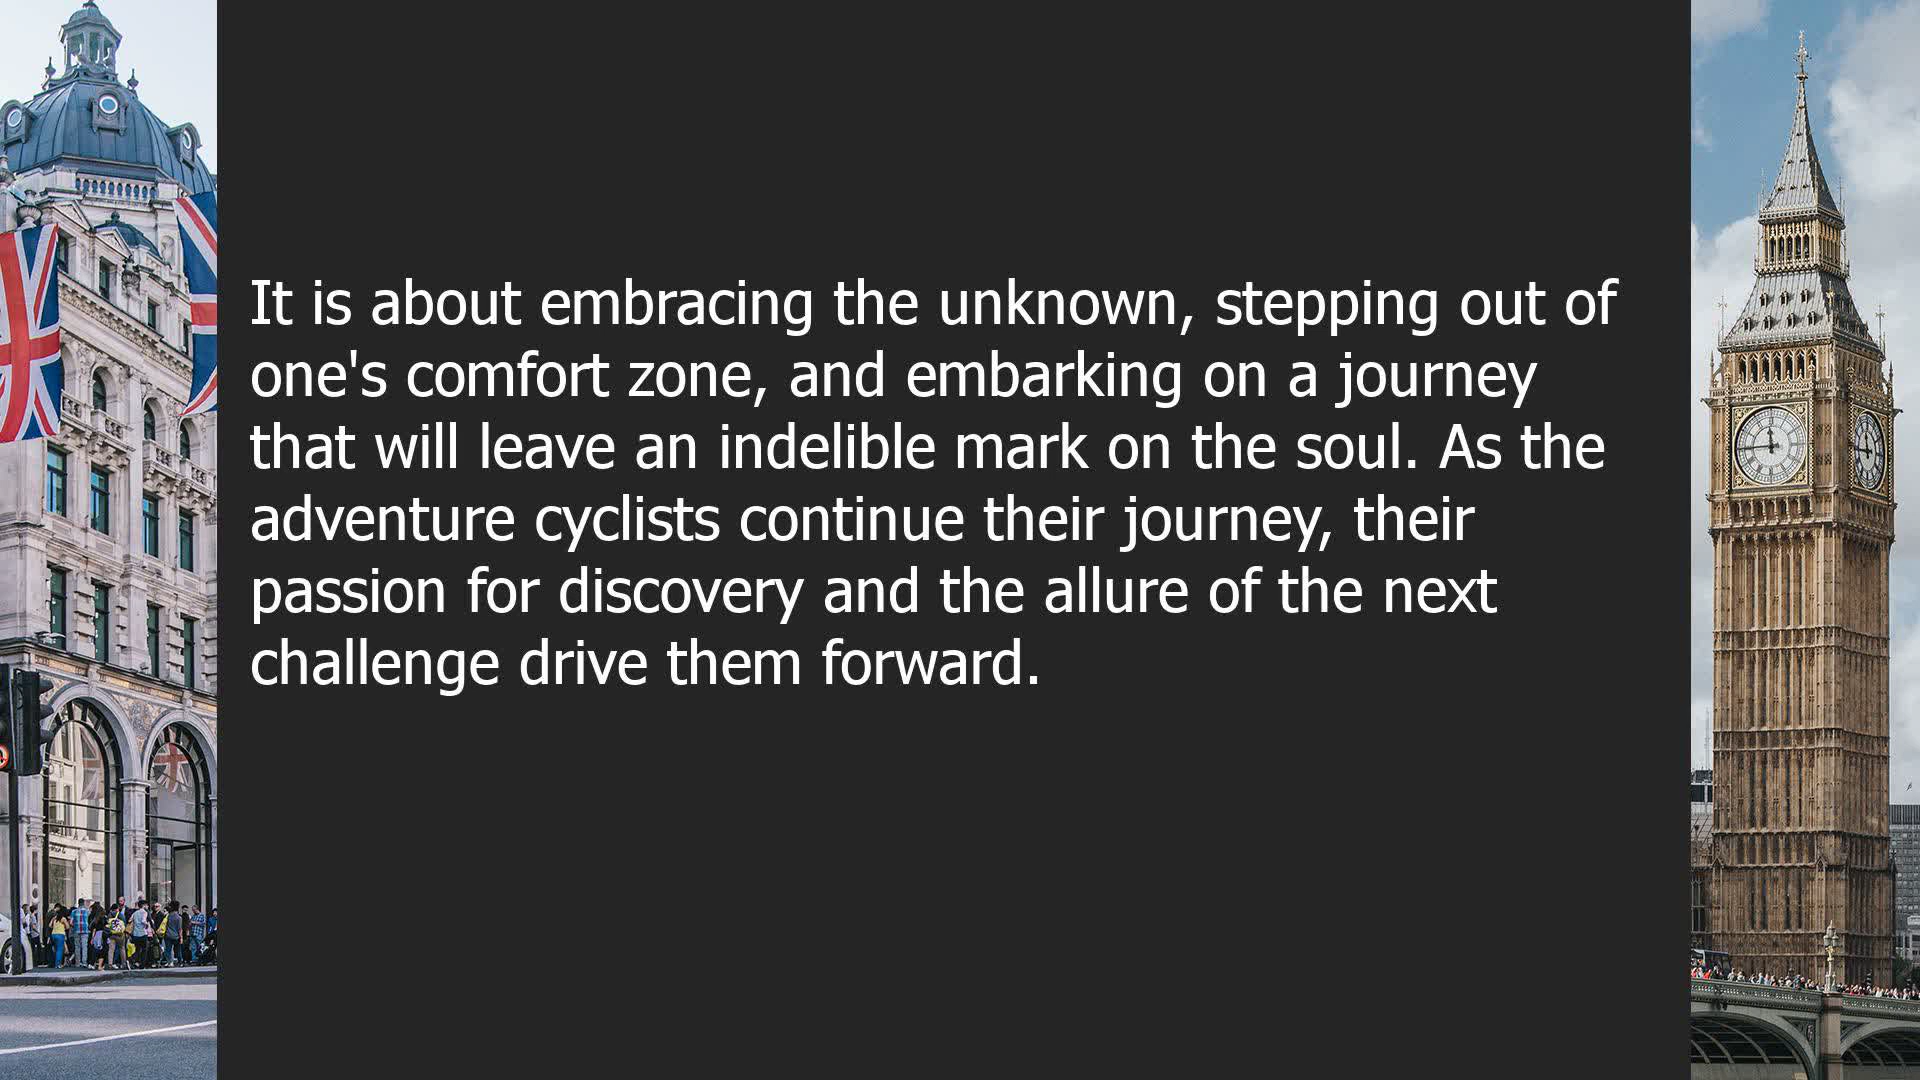 It is about embracing the unknown, stepping out of
one's comfort zone, and embarking on a journey
that will leave an indelible mark on the soul. As the
adventure cyclists continue their journey, their
passion for discovery and the allure of the next
challenge drive them forward.